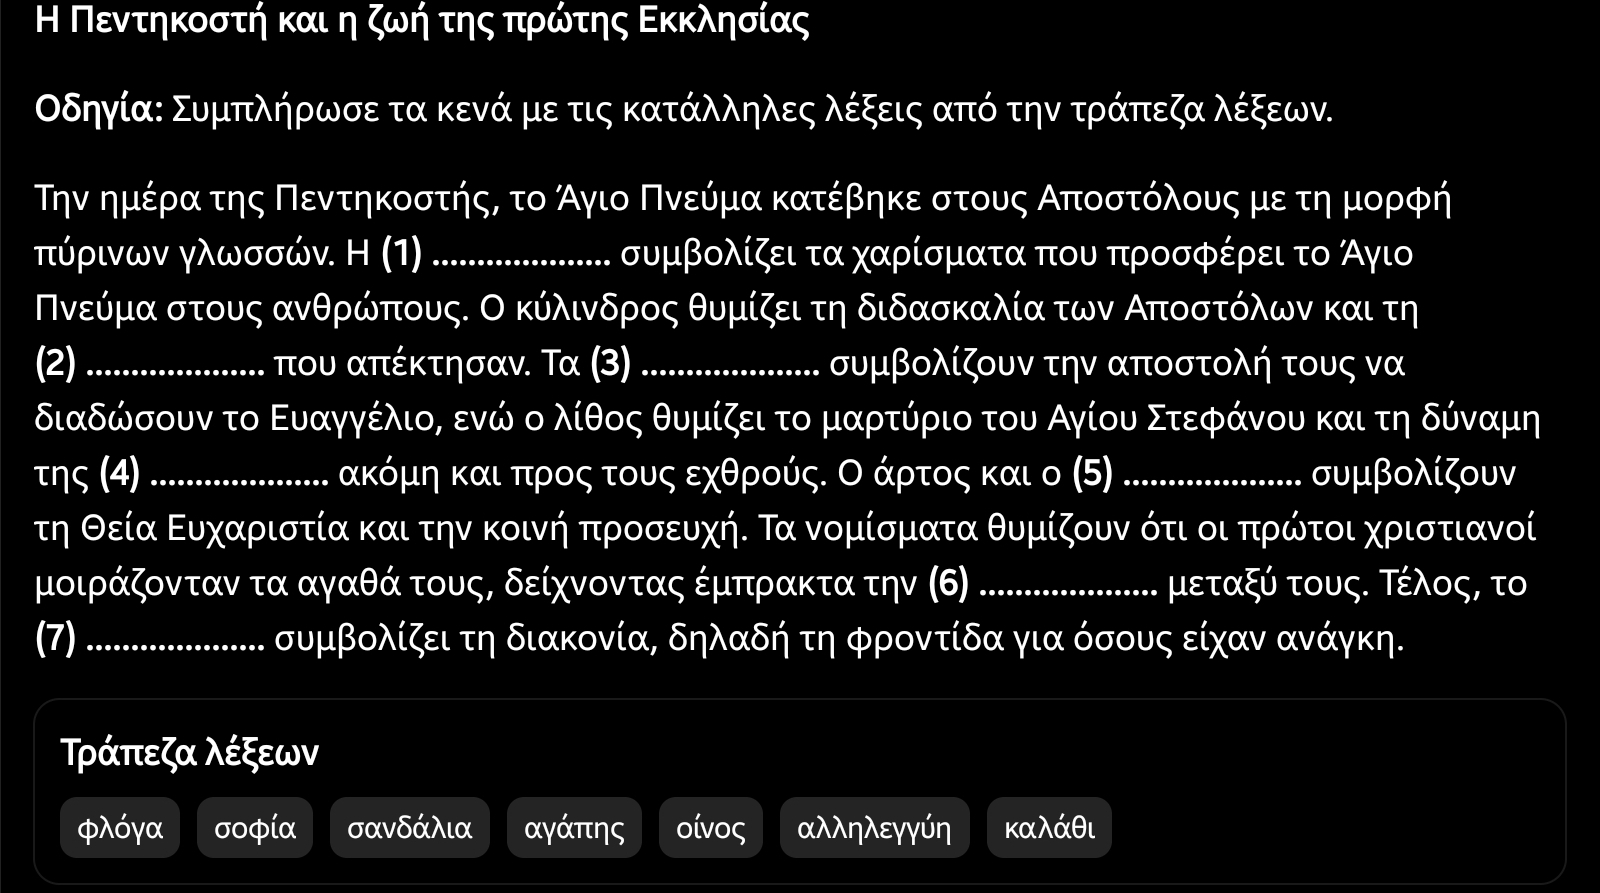 Η Πεντηκοστή και η ζωή της πρώτης Εκκλησίας
Οδηγία: Συμπλήρωσε τα κενά με τις κατάλληλες λέξεις από την τράπεζα λέξεων.
Την ημέρα της Πεντηκοστής, το Άγιο Πνεύμα κατέβηκε στους Αποστόλους με τη μορφή
πύρινων γλωσσών. Η (1) .................... συμβολίζει τα χαρίσματα που προσφέρει το Άγιο
Πνεύμα στους ανθρώπους. Ο κύλινδρος θυμίζει τη διδασκαλία των Αποστόλων και τη
(2) .................... που απέκτησαν. Τα (3) .................... συμβολίζουν την αποστολή τους να
διαδώσουν το Ευαγγέλιο, ενώ ο λίθος θυμίζει το μαρτύριο του Αγίου Στεφάνου και τη δύναμη
της (4) .................... ακόμη και προς τους εχθρούς. Ο άρτος και ο (5) .................... συμβολίζουν
τη Θεία Ευχαριστία και την κοινή προσευχή. Τα νομίσματα θυμίζουν ότι οι πρώτοι χριστιανοί
μοιράζονταν τα αγαθά τους, δείχνοντας έμπρακτα την (6) .................... μεταξύ τους. Τέλος, το
(7) .................... συμβολίζει τη διακονία, δηλαδή τη φροντίδα για όσους είχαν ανάγκη.
Τράπεζα λέξεων
φλόγα σοφία σανδάλια αγάπης οίνος αλληλεγγύη καλάθι